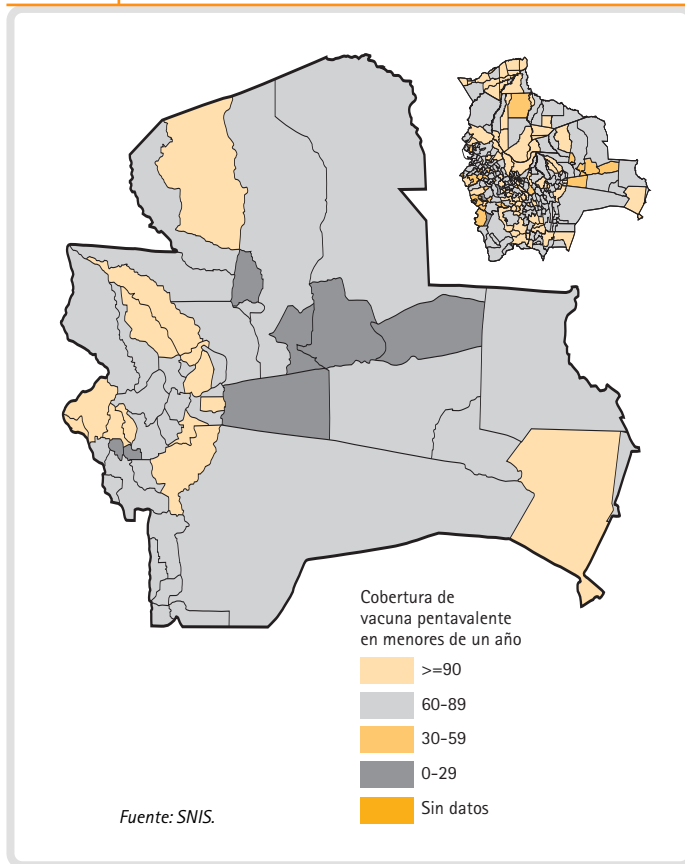 Cobertura de
vacuna pentavalente
en menores de un año
>=90
60-89
30-59
0-29
Sin datos
Fuente: SNIS.